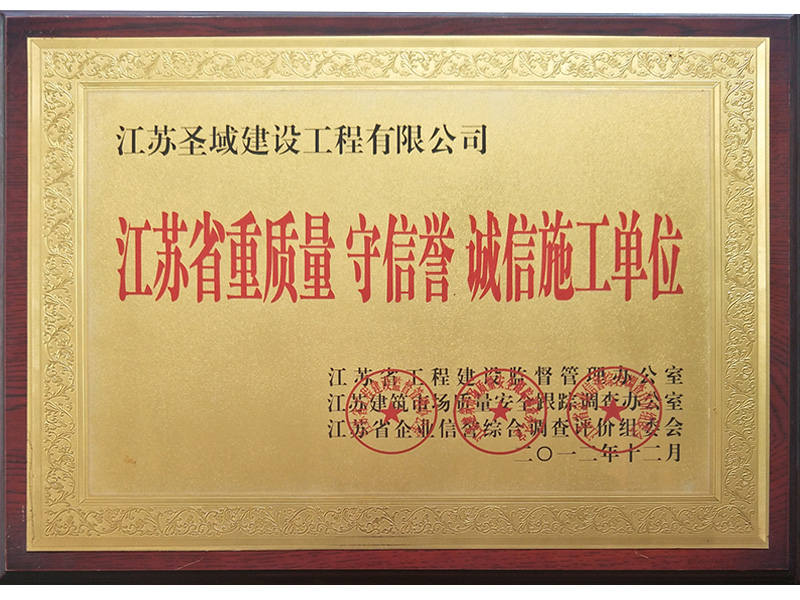 江苏圣域建设工程有限公司
江苏省重质量 守信誉 诚信施工单位
江苏省工程建设监督管理办公室
江苏建筑市场质量安全跟踪调查办公室
江苏省企业信誉综合调查评价组委会
二〇一二年十二月